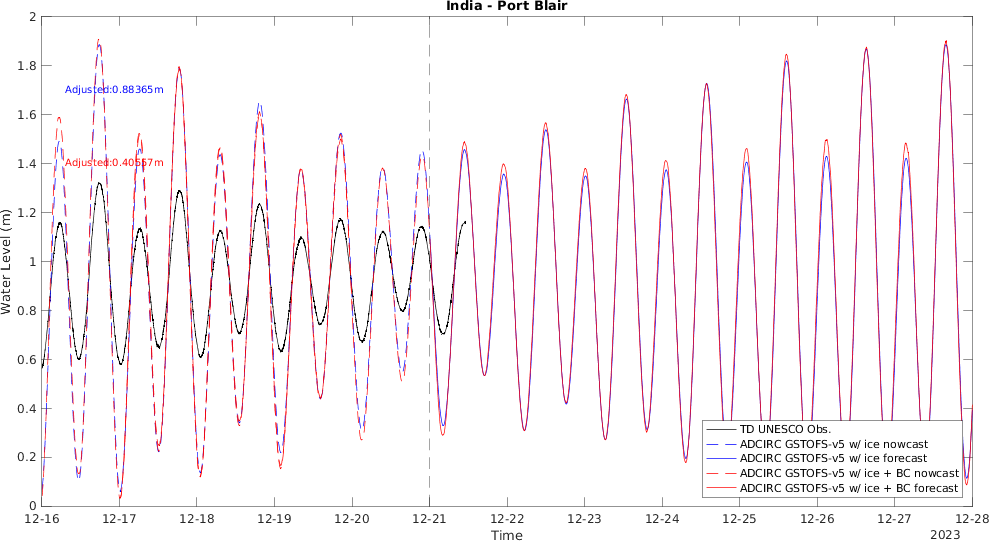 India - Port Blair
2
1.8
1.6
1.4
1.2
1
0.8
0.6
0.4
0.2
0
Water Level (m)
Adjusted:0.88365m
Adjusted:0.40557m
TD UNESCO Obs.
ADCIRC GSTOFS-v5 w/ ice nowcast
ADCIRC GSTOFS-v5 w/ ice forecast
ADCIRC GSTOFS-v5 w/ ice + BC nowcast
ADCIRC GSTOFS-v5 w/ ice + BC forecast
12-16 12-17 12-18 12-19 12-20 12-21 12-22 12-23 12-24 12-25 12-26 12-27 12-28
Time
2023